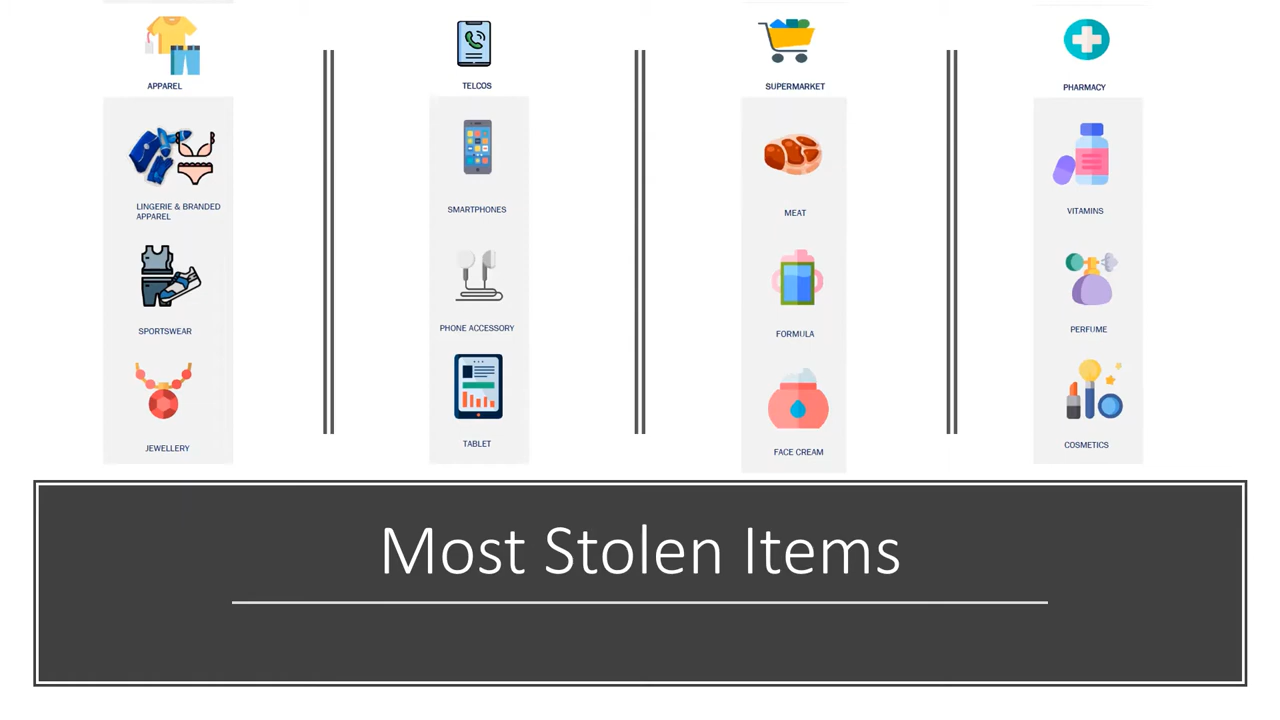 APPAREL
LINGERIE & BRANDED
APPAREL
SPORTSWEAR
JEWELLERY
TELCOS
SMARTPHONES
PHONE ACCESSORY
TABLET
SUPERMARKET
MEAT
FORMULA
FACE CREAM
PHARMACY
VITAMINS
PERFUME
COSMETICS
Most Stolen Items